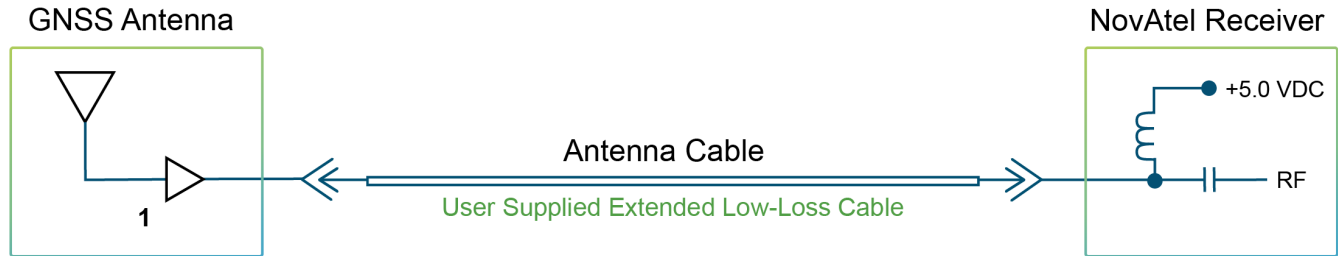 GNSS Antenna
NovAtel Receiver
+5.0 VDC
Antenna Cable
RF
User Supplied Extended Low-Loss Cable
1